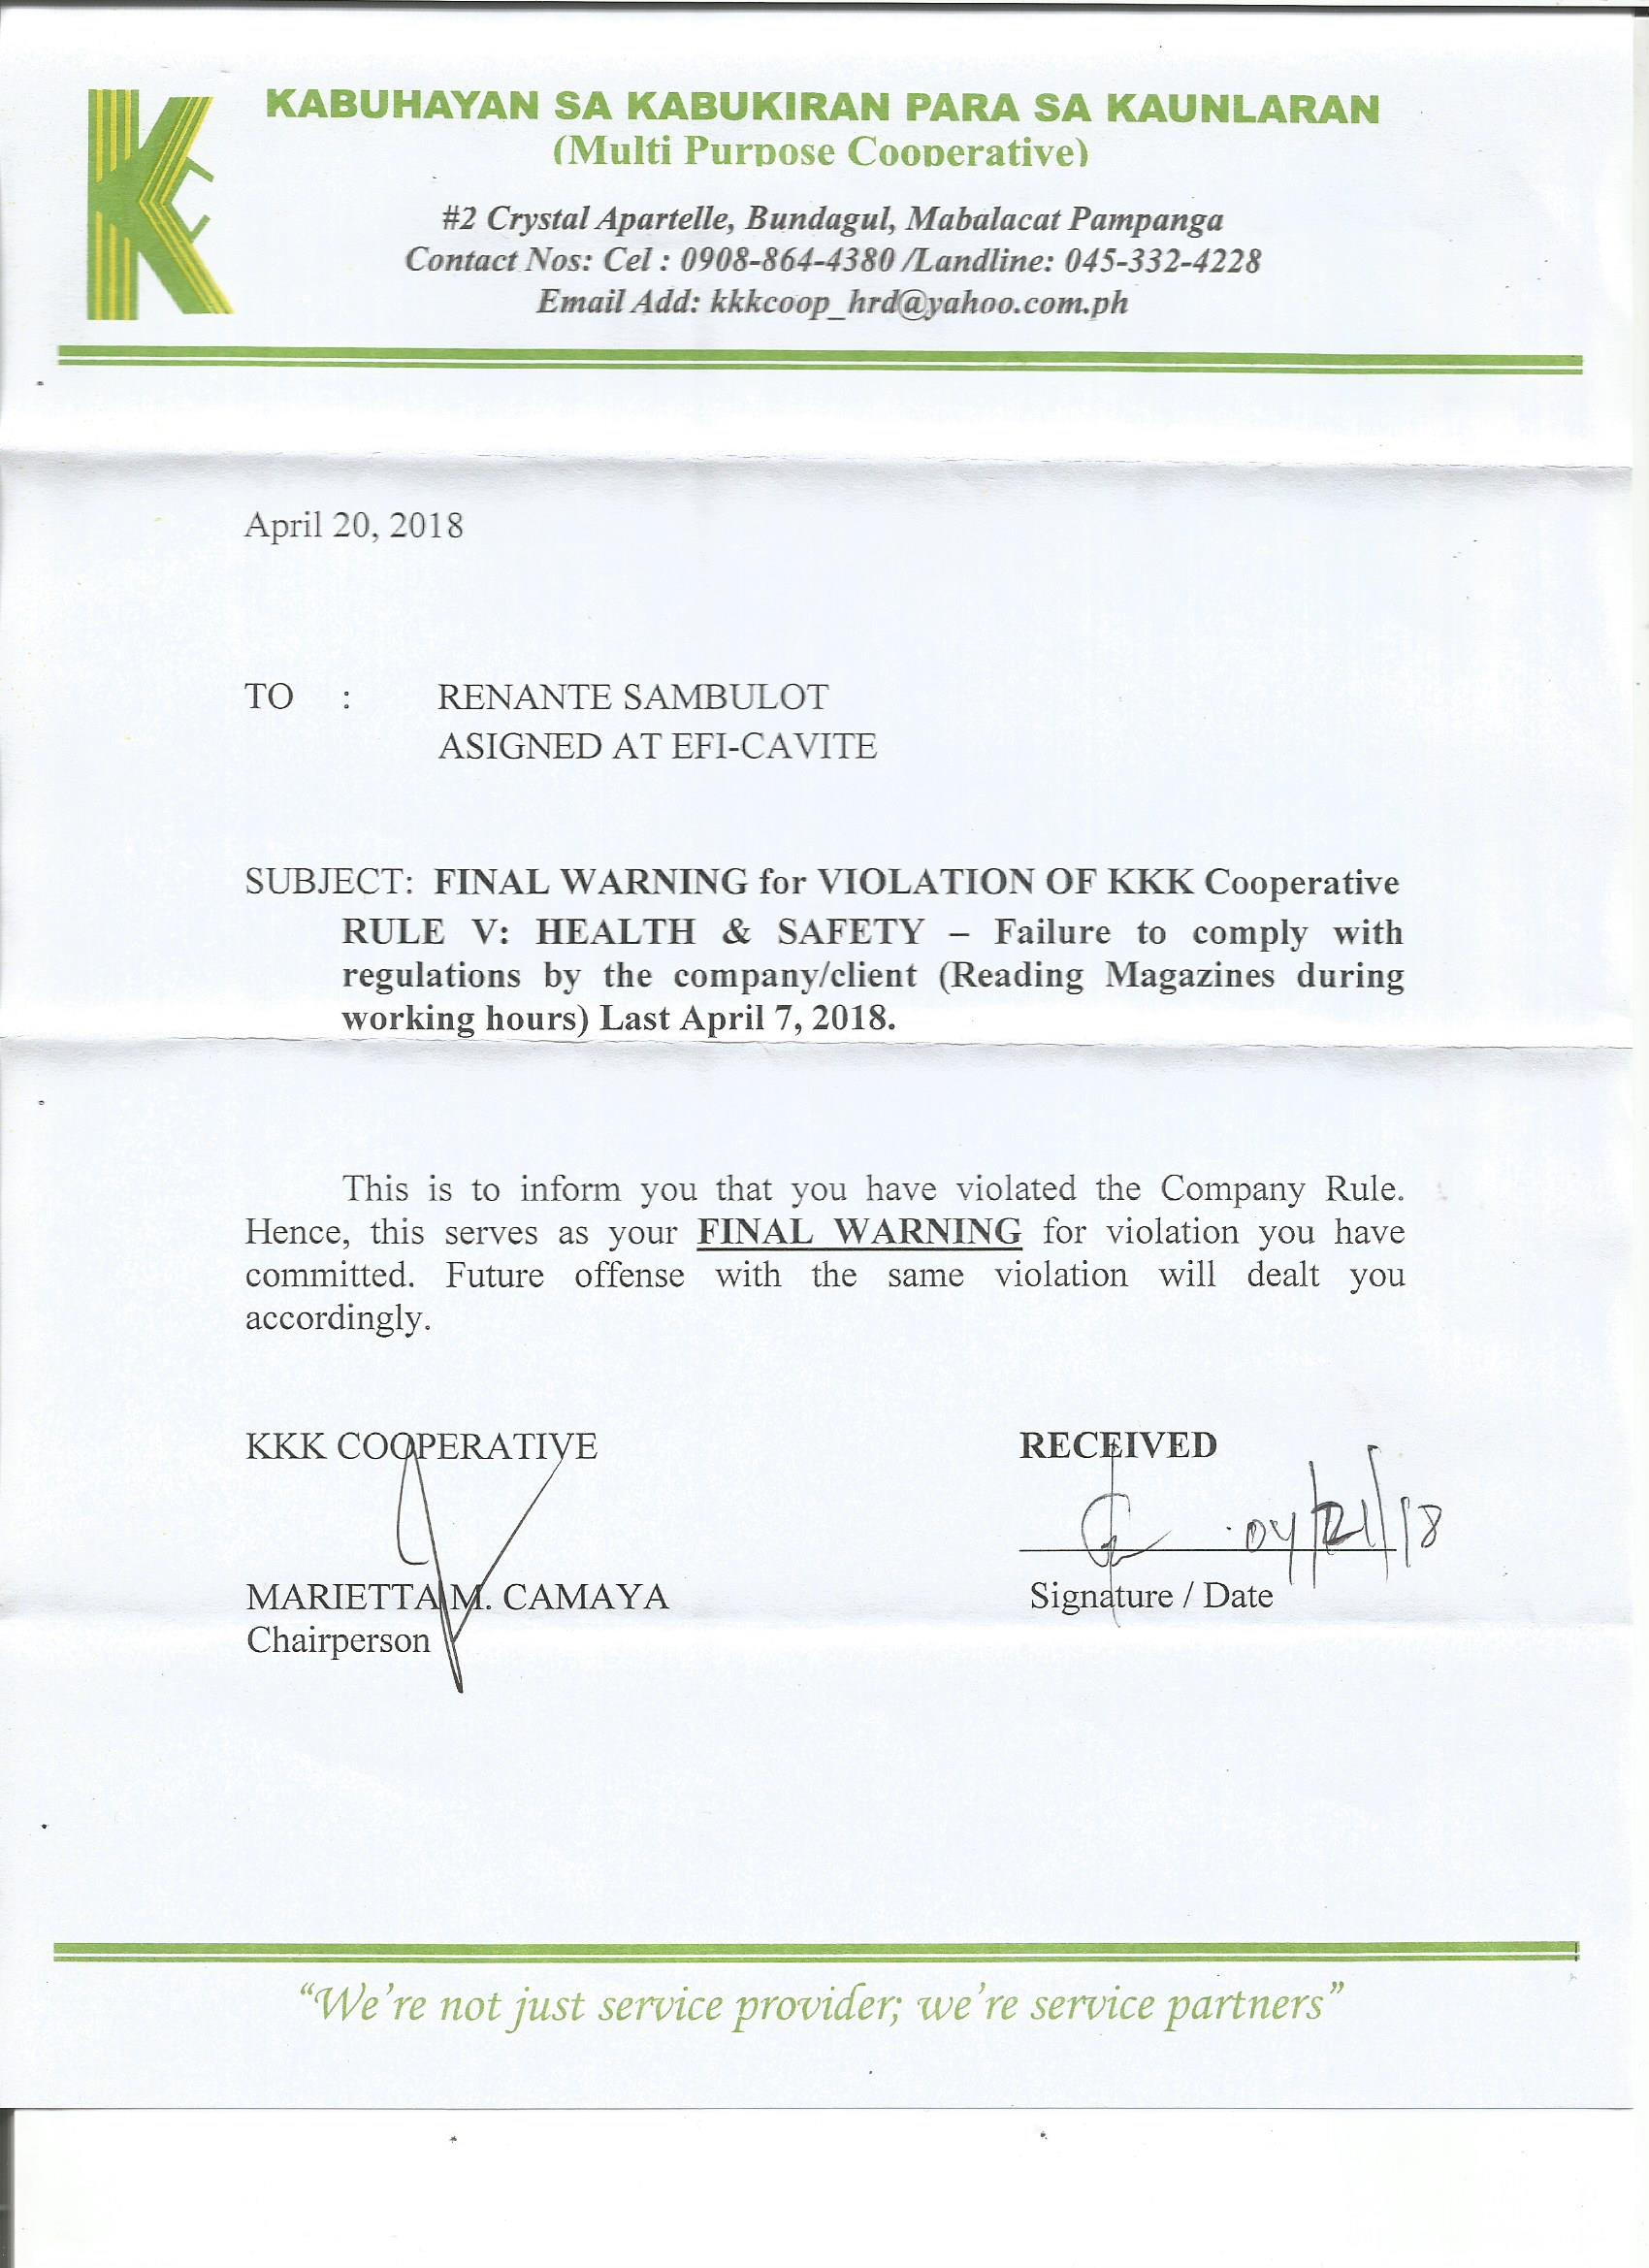 KABUHAYAN SA KABUKIRAN PARA SA KAUNLARAN
(Multi Purpose Cooperative)
#2 Crystal Apartelle, Bundagul, Mabalacat Pampanga
Contact Nos: Cel : 0908-864-4380 /Landline: 045-332-4228
Email Add: kkkcoop_hrd@yahoo.com.ph
April 20, 2018
TO : RENANTE SAMBULOT
ASIGNED AT EFI-CAVITE
SUBJECT: FINAL WARNING for VIOLATION OF KKK Cooperative
RULE V: HEALTH & SAFETY – Failure to comply with
regulations by the company/client (Reading Magazines during
working hours) Last April 7, 2018.
This is to inform you that you have violated the Company Rule.
Hence, this serves as your FINAL WARNING for violation you have
committed. Future offense with the same violation will dealt you
accordingly.
KKK COOPERATIVE RECEIVED
04/21/18
MARIETTA M. CAMAYA Signature / Date
Chairperson
“We’re not just service provider; we’re service partners”